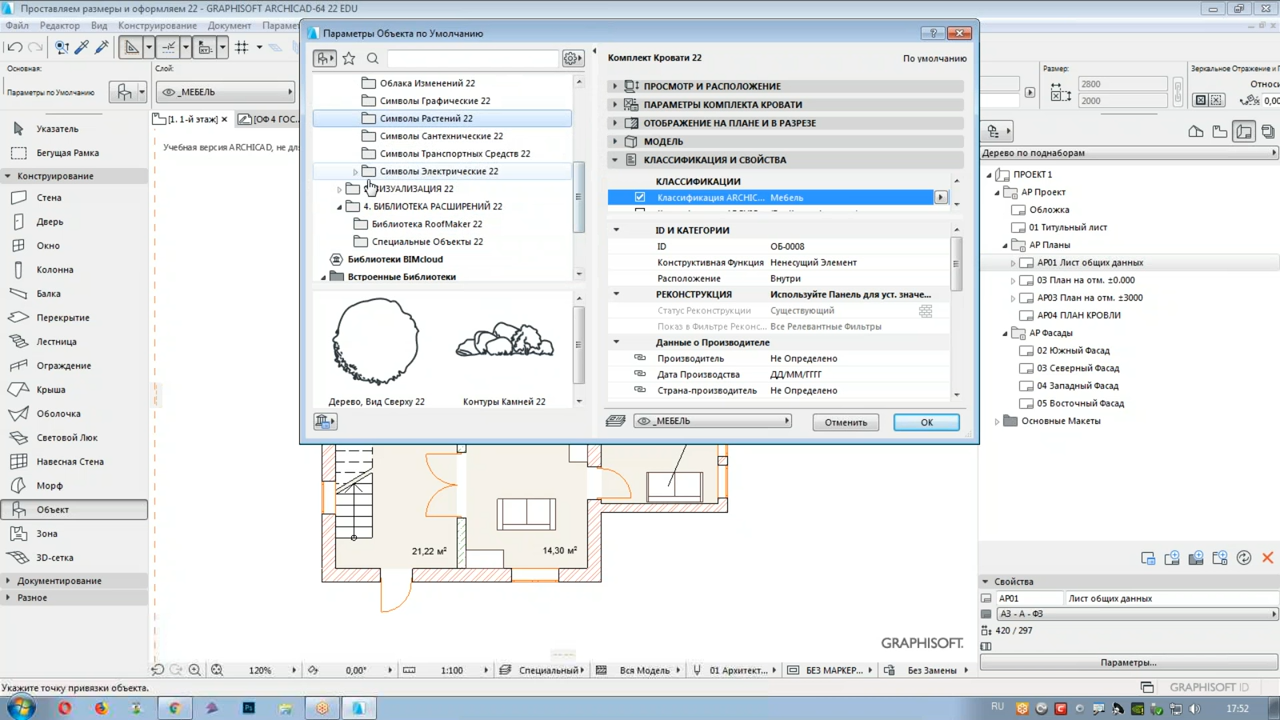 Проставляем размеры и оформляем 22 - GRAPHISOFT ARCHICAD-64 22 EDU
Файл Редактор Вид Конструирование Документ
Основная:
Слой:
Размер:
Зеркальное Отражение и
Параметры по Умолчанию
_МЕБЕЛЬ
2800
2000
Относи
0,00
Указатель
Бегущая Рамка
Конструирование
Стена
Дверь
Окно
Колонна
Балка
Перекрытие
Лестница
Ограждение
Крыша
Оболочка
Световой Люк
Навесная Стена
Морф
Объект
Зона
3D-сетка
Документирование
Разное
[1. 1-й этаж]
[ОФ4 ГОС.
Учебная версия ARCHICAD, не дл
Параметры Объекта по Умолчанию
Облака Изменений 22
Символы Графические 22
Символы Растений 22
Символы Сантехнические 22
Символы Транспортных Средств 22
Символы Электрические 22
ВИЗУАЛИЗАЦИЯ 22
4. БИБЛИОТЕКА РАСШИРЕНИЙ 22
Библиотека RoofMaker 22
Специальные Объекты 22
Библиотеки BIMcloud
Встроенные Библиотеки
Дерево, Вид Сверху 22
Контуры Камней 22
Комплект Кровати 22
По умолчанию
ПРОСМОТР И РАСПОЛОЖЕНИЕ
ПАРАМЕТРЫ КОМПЛЕКТА КРОВАТИ
ОТОБРАЖЕНИЕ НА ПЛАНЕ И В РАЗРЕЗЕ
МОДЕЛЬ
КЛАССИФИКАЦИЯ И СВОЙСТВА
КЛАССИФИКАЦИИ
Классификация ARCHIC... Мебель
ID И КАТЕГОРИИ
ID ОБ-0008
Конструктивная Функция Ненесущий Элемент
Расположение Внутри
РЕКОНСТРУКЦИЯ Используйте Панель для уст. значе...
Статус Реконструкции Существующий
Показ в Фильтре Реконс... Все Релевантные Фильтры
Данные о Производителе
Производитель Не Определено
Дата Производства ДД/ММ/ГГГГ
Страна-производитель Не Определено
_МЕБЕЛЬ
Отменить
OK
21,22 м²
14,30 м²
GRAPHISOFT.
Дерево по поднаборам
ПРОЕКТ 1
АР Проект
Обложка
01 Титульный лист
АР Планы
АР01 Лист общих данных
03 План на отм. ±0.000
АР03 План на отм. ±3000
АР04 ПЛАН КРОВЛИ
АР Фасады
02 Южный Фасад
03 Северный Фасад
04 Западный Фасад
05 Восточный Фасад
Основные Макеты
Свойства
АР01 Лист общих данных
А3 - А - ФЗ
420 / 297
Параметры...
120%
0,00°
1:100
Специальный
Вся Модель
01 Архитект...
БЕЗ МАРКЕР...
Без Замены
Укажите точку привязки объекта.
GRAPHISOFT ID
RU
17:52